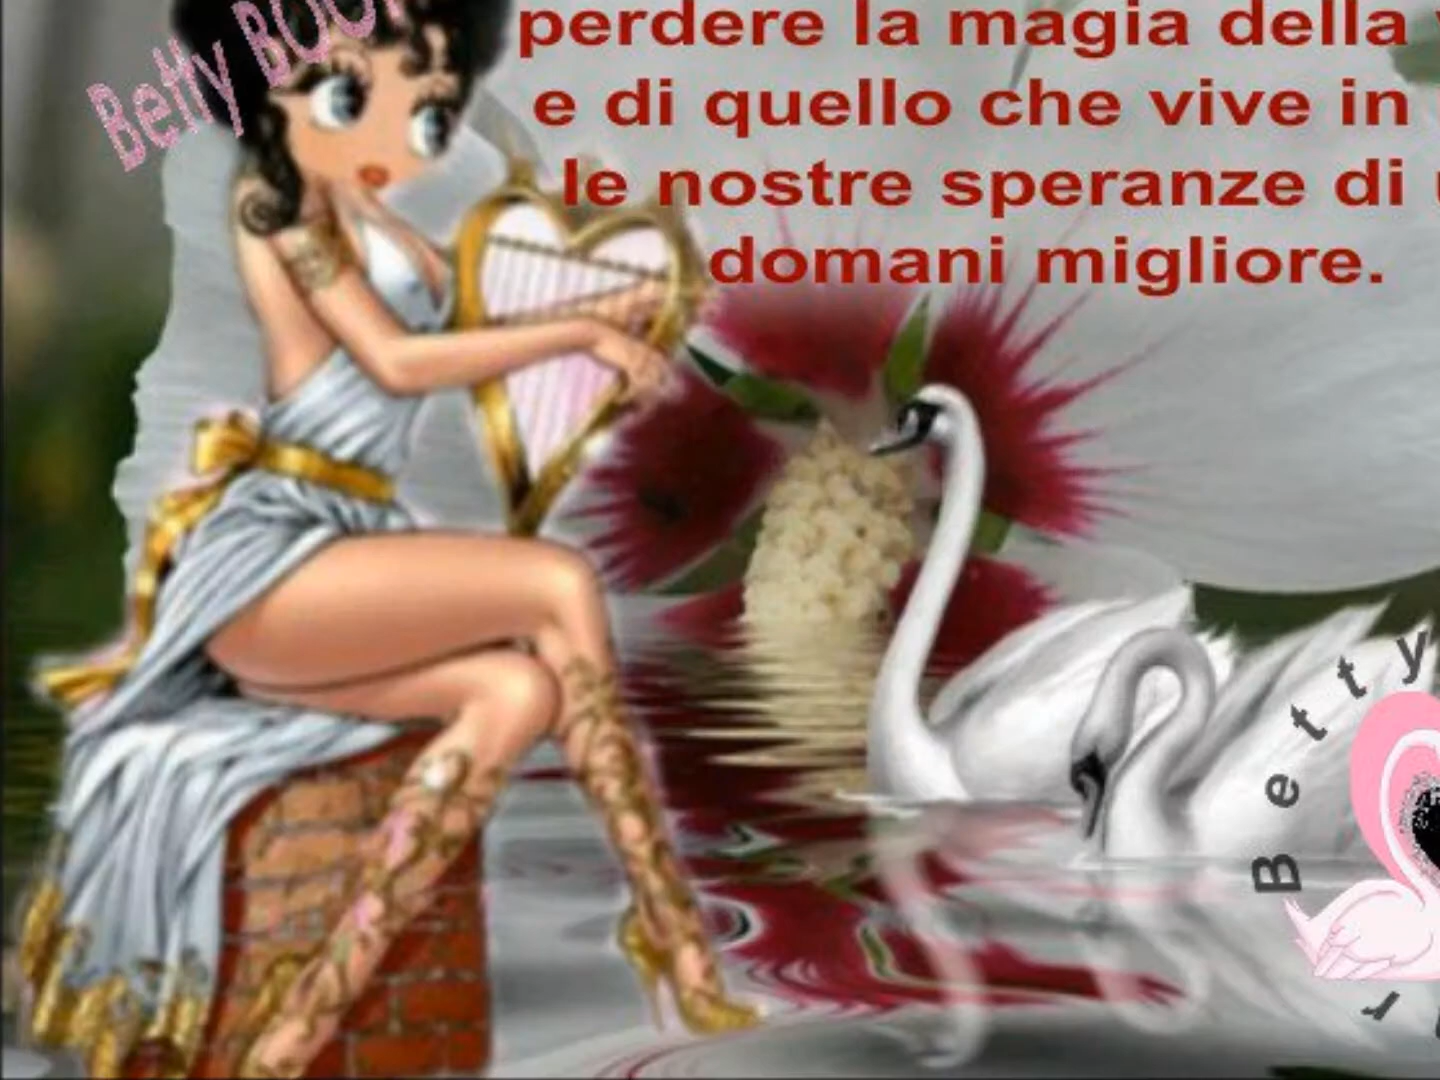 Betty
perdere la magia della
e di quello che vive in
le nostre speranze di
domani migliore.
Betty